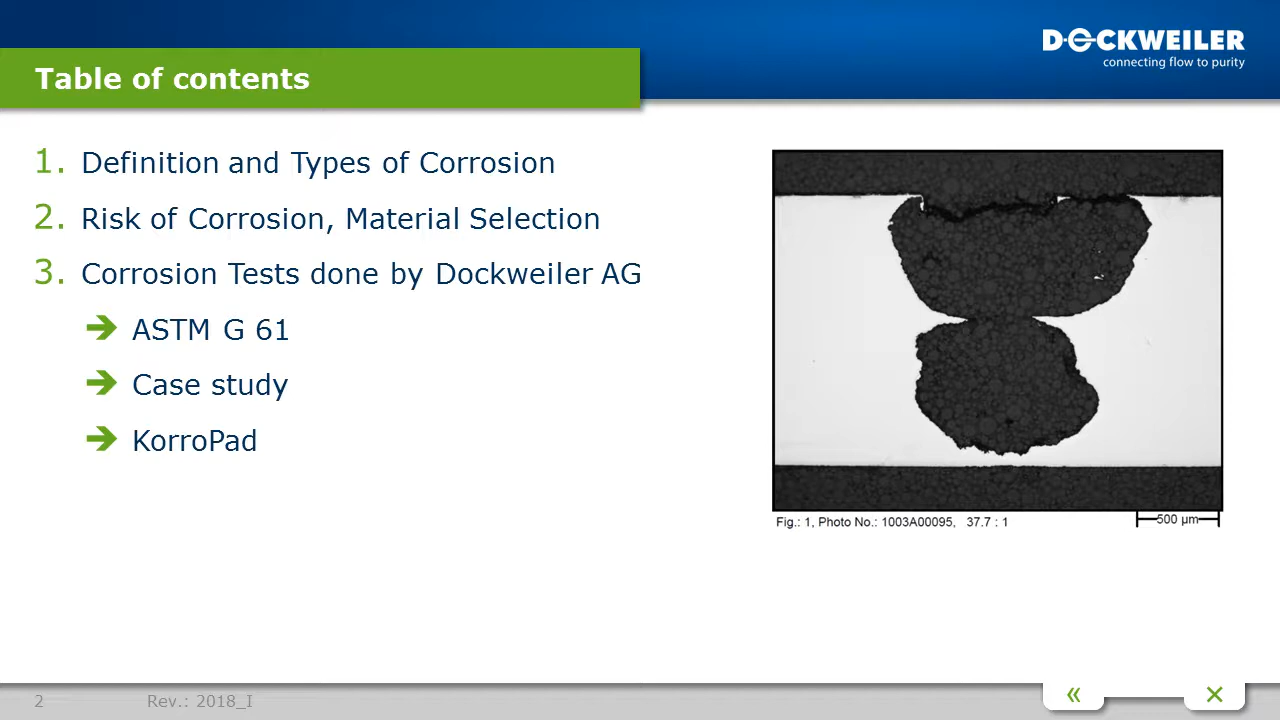 DOCKWEILER
connecting flow to purity
Table of contents
1. Definition and Types of Corrosion
2. Risk of Corrosion, Material Selection
3. Corrosion Tests done by Dockweiler AG
➔ ASTM G 61
➔ Case study
➔ KorroPad
Fig.: 1, Photo No.: 1003A00095, 37.7 : 1
500 µm
2 Rev.: 2018_I
« ×